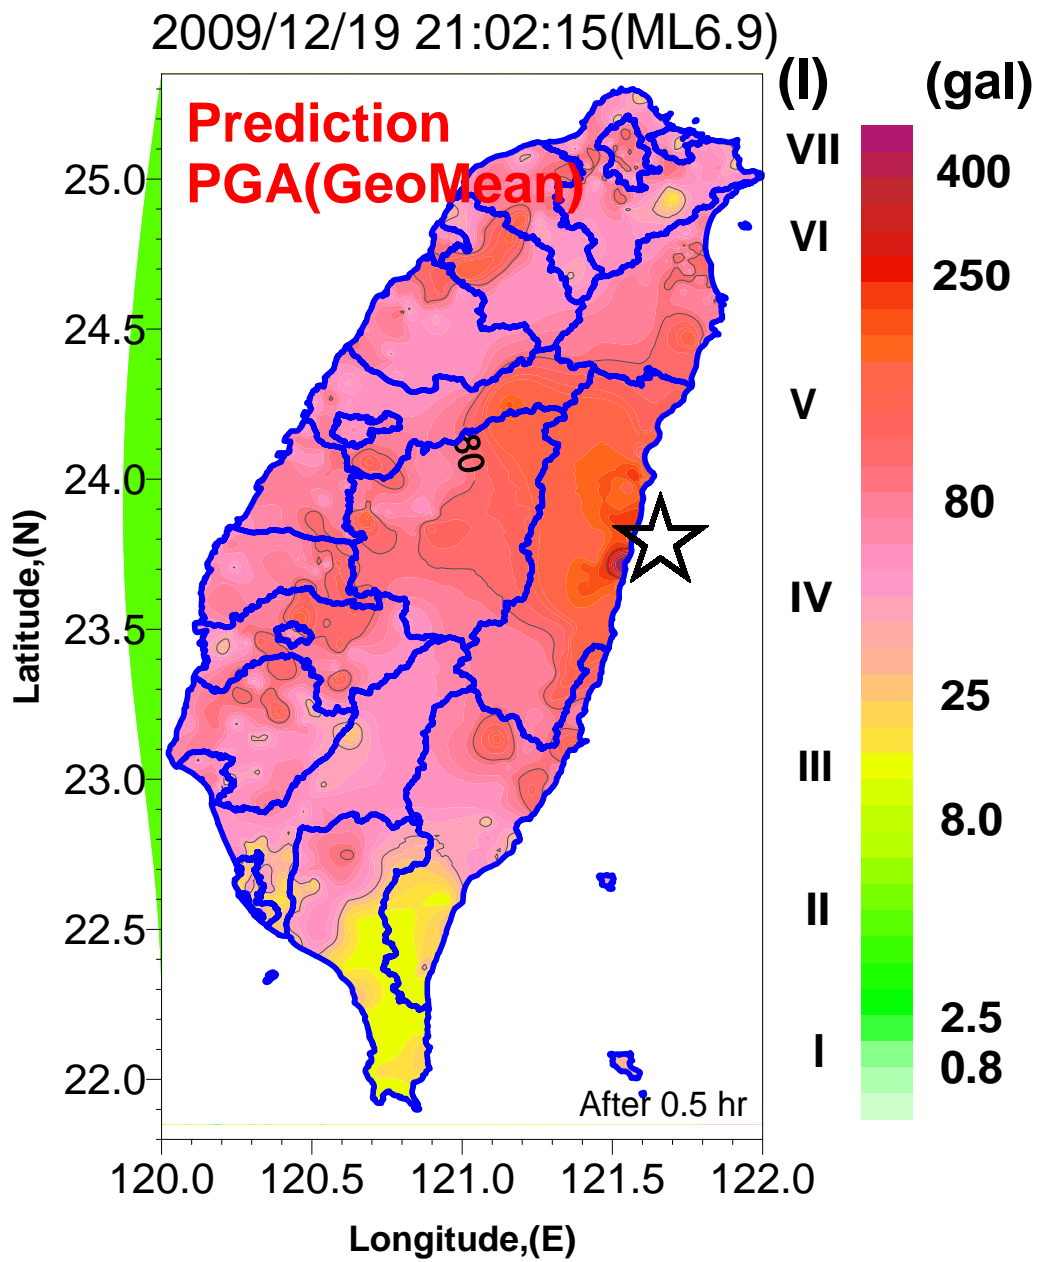 2009/12/19 21:02:15(ML6.9)
(I)
(gal)
Prediction
PGA(GeoMean)
VII
400
VI
250
V
80
IV
25
III
8.0
II
2.5
I
0.8
25.0
24.5
24.0
23.5
23.0
22.5
22.0
80
Latitude,(N)
After 0.5 hr
120.0
120.5
121.0
121.5
122.0
Longitude,(E)